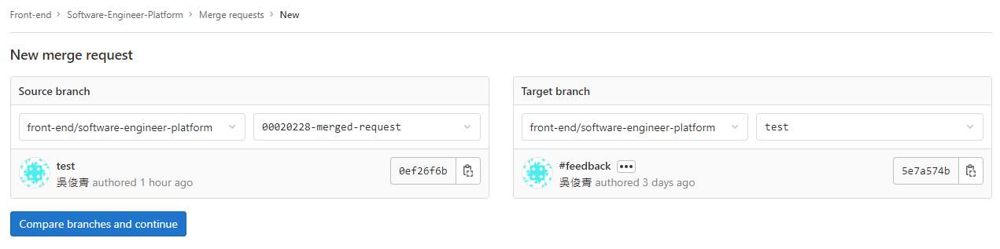 Front-end > Software-Engineer-Platform > Merge requests > New
New merge request
Source branch
front-end/software-engineer-platform
00020228-merged-request
test
吳俊青 authored 1 hour ago
0ef26f6b
Target branch
front-end/software-engineer-platform
test
#feedback
吳俊青 authored 3 days ago
5e7a574b
Compare branches and continue